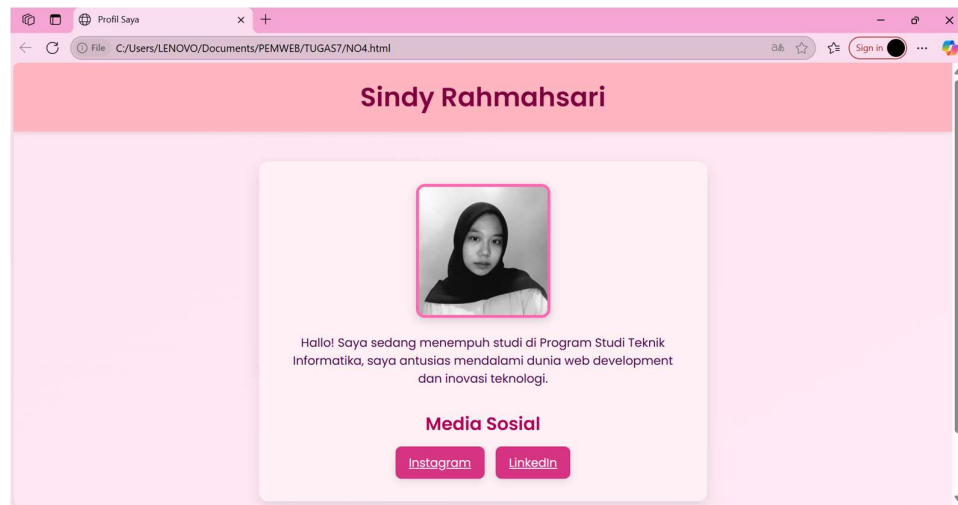 Profil Saya
File C:/Users/LENOVO/Documents/PEMWEB/TUGAS7/NO4.html
Sign in
Sindy Rahmahsari
Hallo! Saya sedang menempuh studi di Program Studi Teknik
Informatika, saya antusias mendalami dunia web development
dan inovasi teknologi.
Media Sosial
Instagram LinkedIn